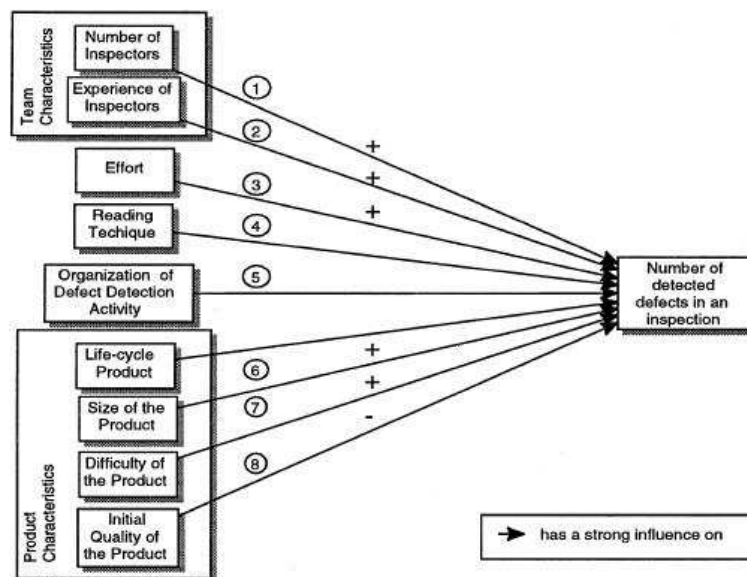 Team
Characteristics
Number of
Inspectors
Experience of
Inspectors
Effort
Reading
Techique
Organization of
Defect Detection
Activity
Product
Characteristics
Life-cycle
Product
Size of the
Product
Difficulty of
the Product
Initial
Quality of
the Product
1
2
3
4
5
6
7
8
+
+
+
+
+
-
Number of
detected
defects in an
inspection
has a strong influence on